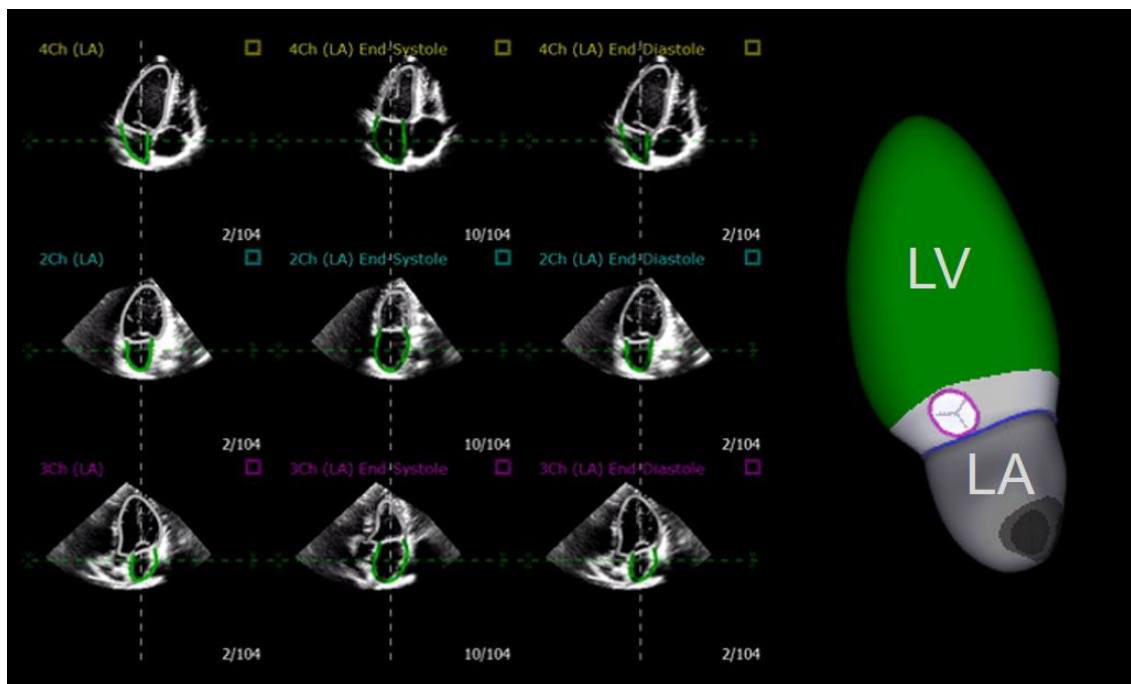 4Ch (LA)
4Ch (LA) End-Systole
4Ch (LA) End-Diastole
2/104
10/104
2/104
2Ch (LA)
2Ch (LA) End-Systole
2Ch (LA) End-Diastole
LV
2/104
10/104
2/104
3Ch (LA)
3Ch (LA) End-Systole
3Ch (LA) End-Diastole
LA
2/104
10/104
2/104